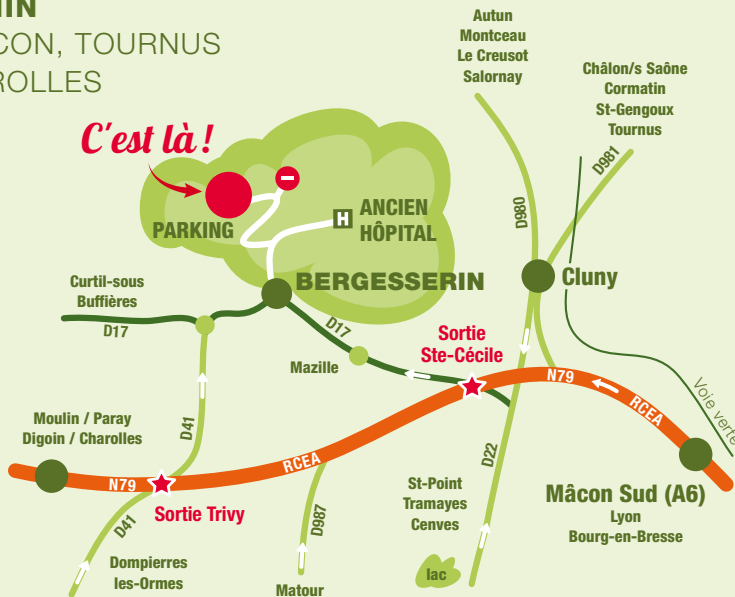 CON, TOURNUS
ROLLES
Autun
Montceau
Le Creusot
Salornay
Châlon/s Saône
Cormatin
St-Gengoux
Tournus
D981
D980
C'est là !
PARKING
H
ANCIEN
HÔPITAL
BERGESSERIN
Cluny
Curtil-sous
Buffières
D17
D17
Mazille
Sortie
Ste-Cécile
N79
RCEA
Voie verte
Moulin / Paray
Digoin / Charolles
D41
N79
RCEA
Sortie Trivy
D41
Dompierres
les-Ormes
D987
Matour
St-Point
Tramayes
Cenves
D22
lac
Mâcon Sud (A6)
Lyon
Bourg-en-Bresse